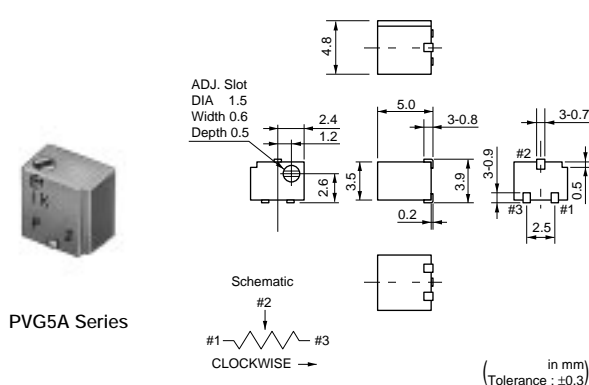 4.8
ADJ. Slot
DIA 1.5
Width 0.6
Depth 0.5
2.4
1.2
2.6
5.0
3-0.8
3.5
3.9
0.2
3-0.7
#2
3-0.9
0.5
#3
#1
2.5
1k
P 2
PVG5A Series
Schematic
#2
#1
#3
CLOCKWISE →
( in mm
Tolerance : ±0.3 )